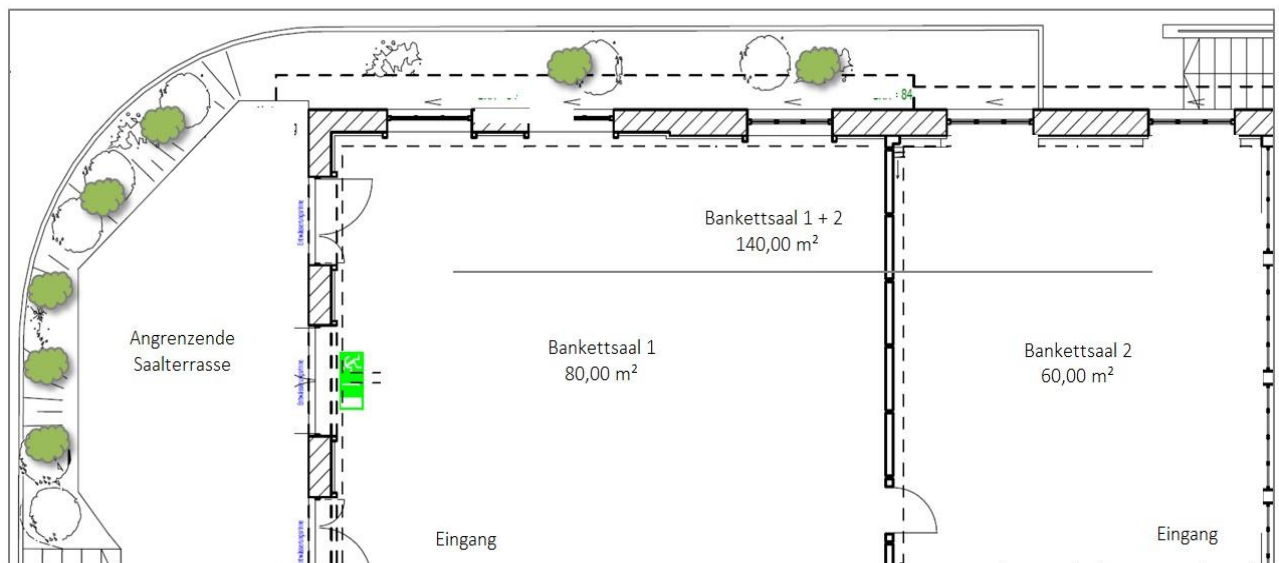 84
Bankettsaal 1 + 2
140,00 m²
Angrenzende
Saalterrasse
Bankettsaal 1
80,00 m²
Bankettsaal 2
60,00 m²
Eingang
Eingang